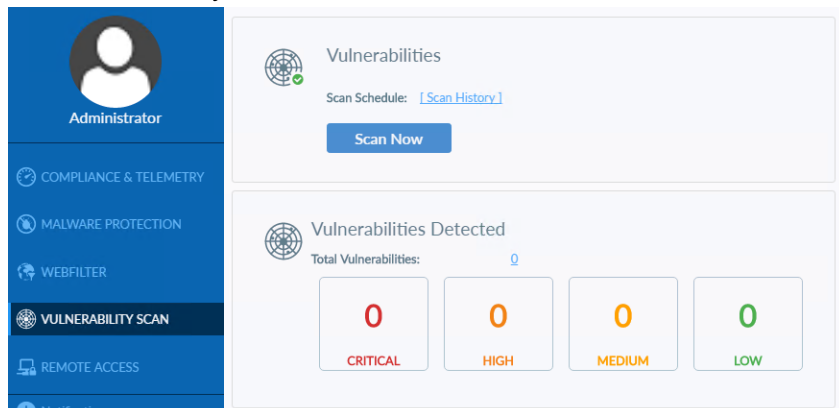 Administrator
COMPLIANCE & TELEMETRY
MALWARE PROTECTION
WEBFILTER
VULNERABILITY SCAN
REMOTE ACCESS
Vulnerabilities
Scan Schedule: [ Scan History ]
Scan Now
Vulnerabilities Detected
Total Vulnerabilities: 0
0 0 0 0
CRITICAL HIGH MEDIUM LOW